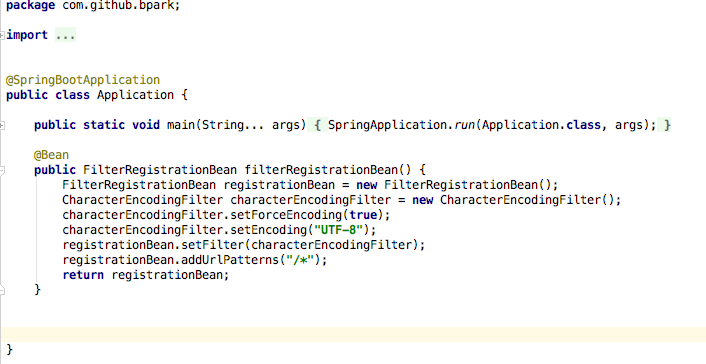 package com.github.bpark;
import ...
@SpringBootApplication
public class Application {
public static void main(String... args) { SpringApplication.run(Application.class, args); }
@Bean
public FilterRegistrationBean filterRegistrationBean() {
FilterRegistrationBean registrationBean = new FilterRegistrationBean();
CharacterEncodingFilter characterEncodingFilter = new CharacterEncodingFilter();
characterEncodingFilter.setForceEncoding(true);
characterEncodingFilter.setEncoding("UTF-8");
registrationBean.setFilter(characterEncodingFilter);
registrationBean.addUrlPatterns("/*");
return registrationBean;
}
}